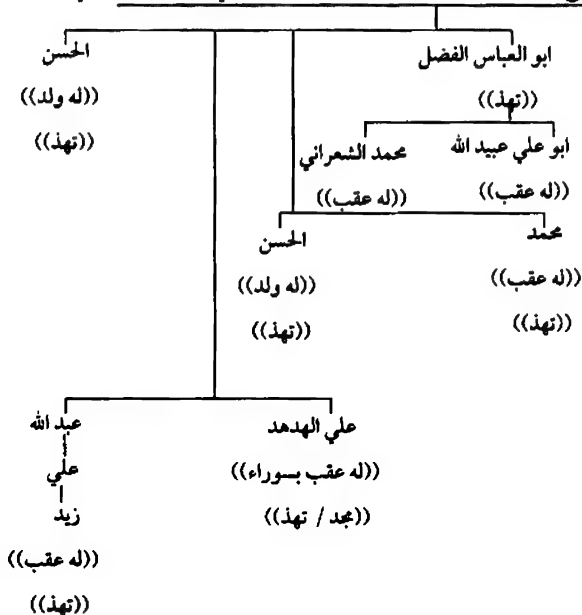 ابو العباس الفضل
((تهذ))
الحسن
((له ولد))
((تهذ))
ابو علي عبيد الله
((له عقب))
محمد الشعراني
((له عقب))
محمد
((له عقب))
((تهذ))
الحسن
((له ولد))
((تهذ))
علي الهدهد
((له عقب بسوراء))
((مجد / تهذ))
عبد الله
علي
زيد
((له عقب))
((تهذ))